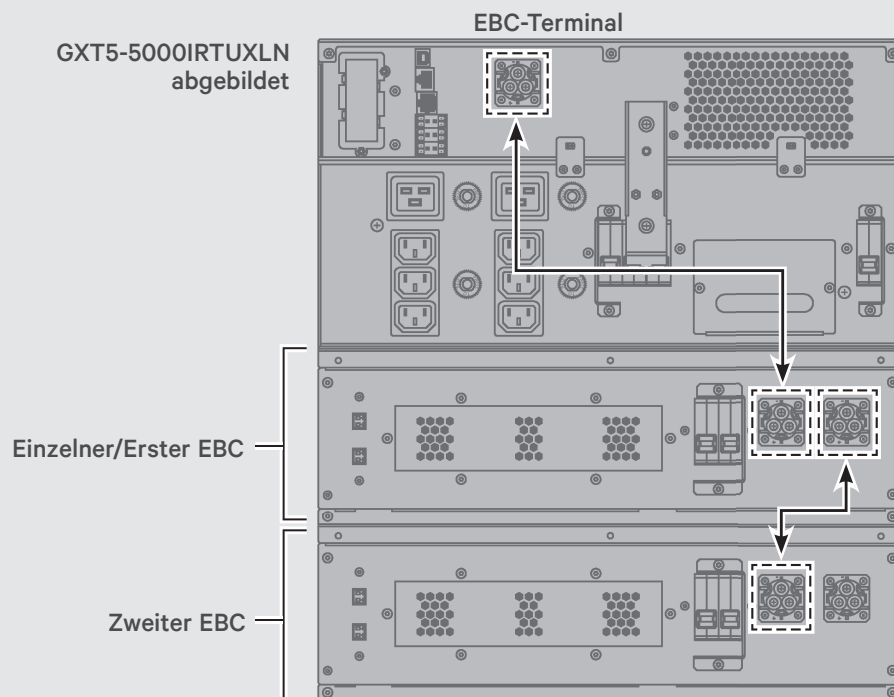 EBC-Terminal
GXT5-5000IRTUXLN
abgebildet
Einzelner/Erster EBC
Zweiter EBC